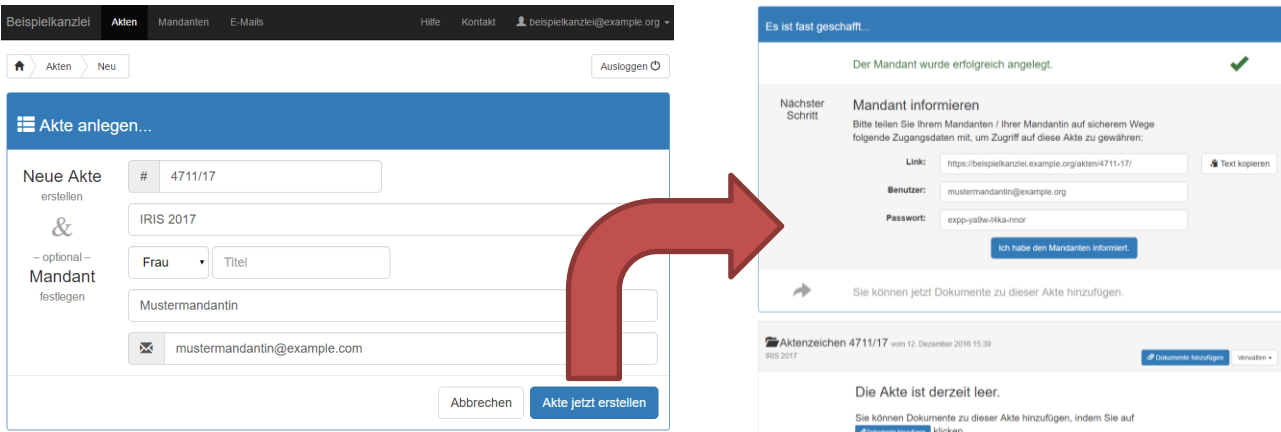 Beispielkanzlei Akten Mandanten E-Mails Hilfe Kontakt beispielkanzlei@example.org
Akten Neu Ausloggen
Akte anlegen...
Neue Akte
erstellen
&
– optional –
Mandant
festlegen
# 4711/17
IRIS 2017
Frau Titel
Mustermandantin
mustermandantin@example.com
Abbrechen Akte jetzt erstellen
Es ist fast geschafft...
Der Mandant wurde erfolgreich angelegt.
Nächster
Schritt
Mandant informieren
Bitte teilen Sie Ihrem Mandanten / Ihrer Mandantin auf sicherem Wege
folgende Zugangsdaten mit, um Zugriff auf diese Akte zu gewähren:
Link: https://beispielkanzlei.example.org/akten/4711-17/ Text kopieren
Benutzer: mustermandantin@example.org
Passwort: expp-ya9w-t4ka-nnor
Ich habe den Mandanten informiert.
Sie können jetzt Dokumente zu dieser Akte hinzufügen.
Aktenzeichen 4711/17 vom 12. Dezember 2016 15:39
IRIS 2017
Dokumente hinzufügen Verwalten
Die Akte ist derzeit leer.
Sie können Dokumente zu dieser Akte hinzufügen, indem Sie auf
klicken